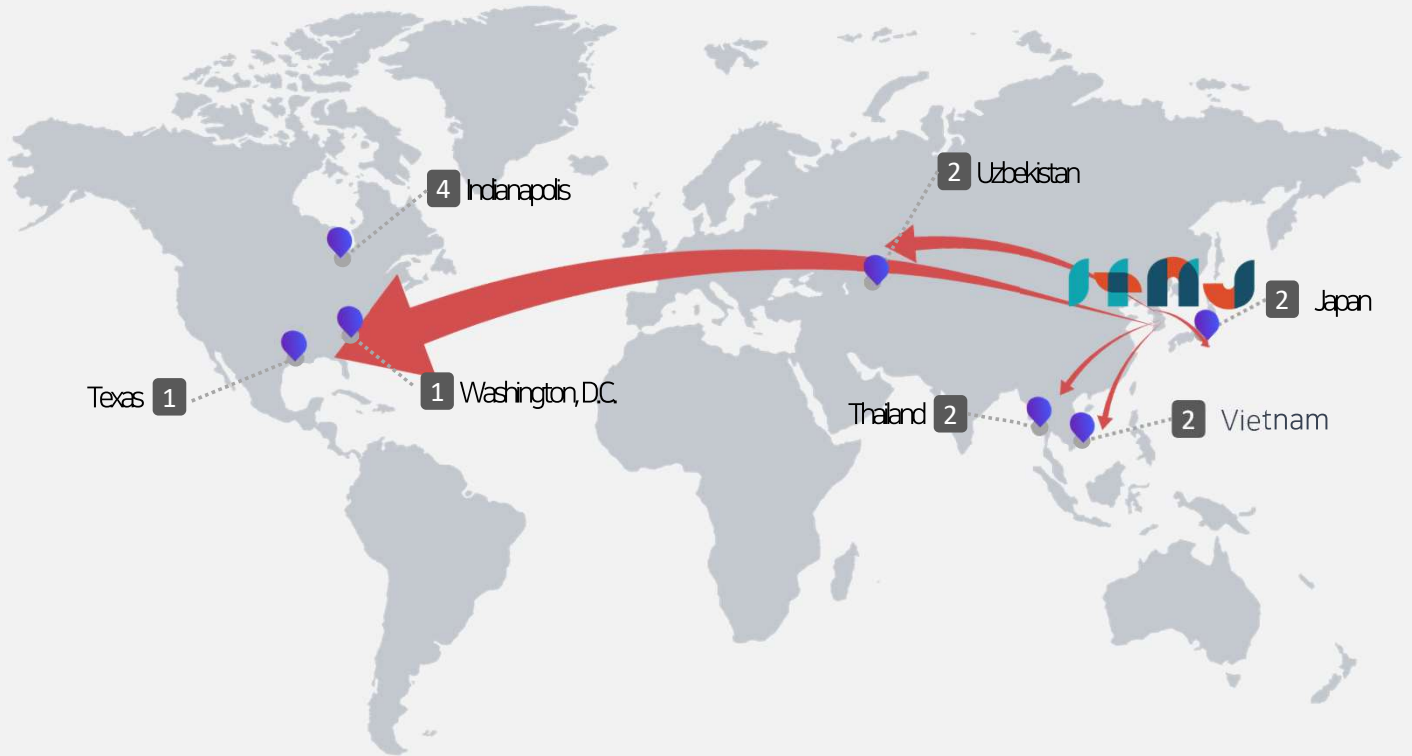 2 Uzbekistan
4 Indianapolis
2 Japan
Texas 1
1 Washington, D.C.
Thailand 2
2 Vietnam